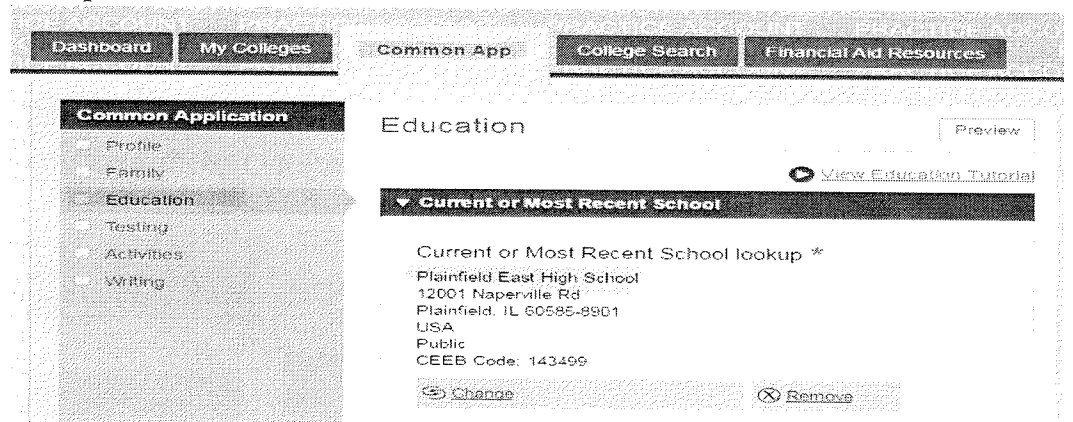 PRACTICE ACCO
Dashboard
My Colleges
Common App
College Search
Financial Aid Resources
Common Application
Profile
Family
Education
Testing
Activities
Writing
Education
Preview
View Education Tutorial
Current or Most Recent School
Current or Most Recent School lookup *
Plainfield East High School
12001 Naperville Rd
Plainfield, IL 60585-8901
USA
Public
CEEB Code: 143499
Change
Remove